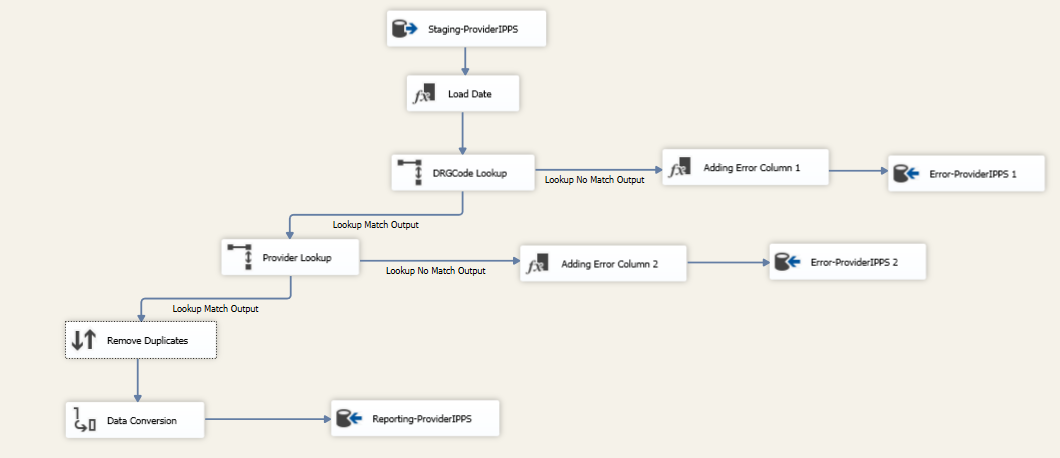 Staging-ProviderIPPS
Load Date
DRGCode Lookup
Lookup No Match Output
Adding Error Column 1
Error-ProviderIPPS 1
Lookup Match Output
Provider Lookup
Lookup No Match Output
Adding Error Column 2
Error-ProviderIPPS 2
Lookup Match Output
Remove Duplicates
Data Conversion
Reporting-ProviderIPPS